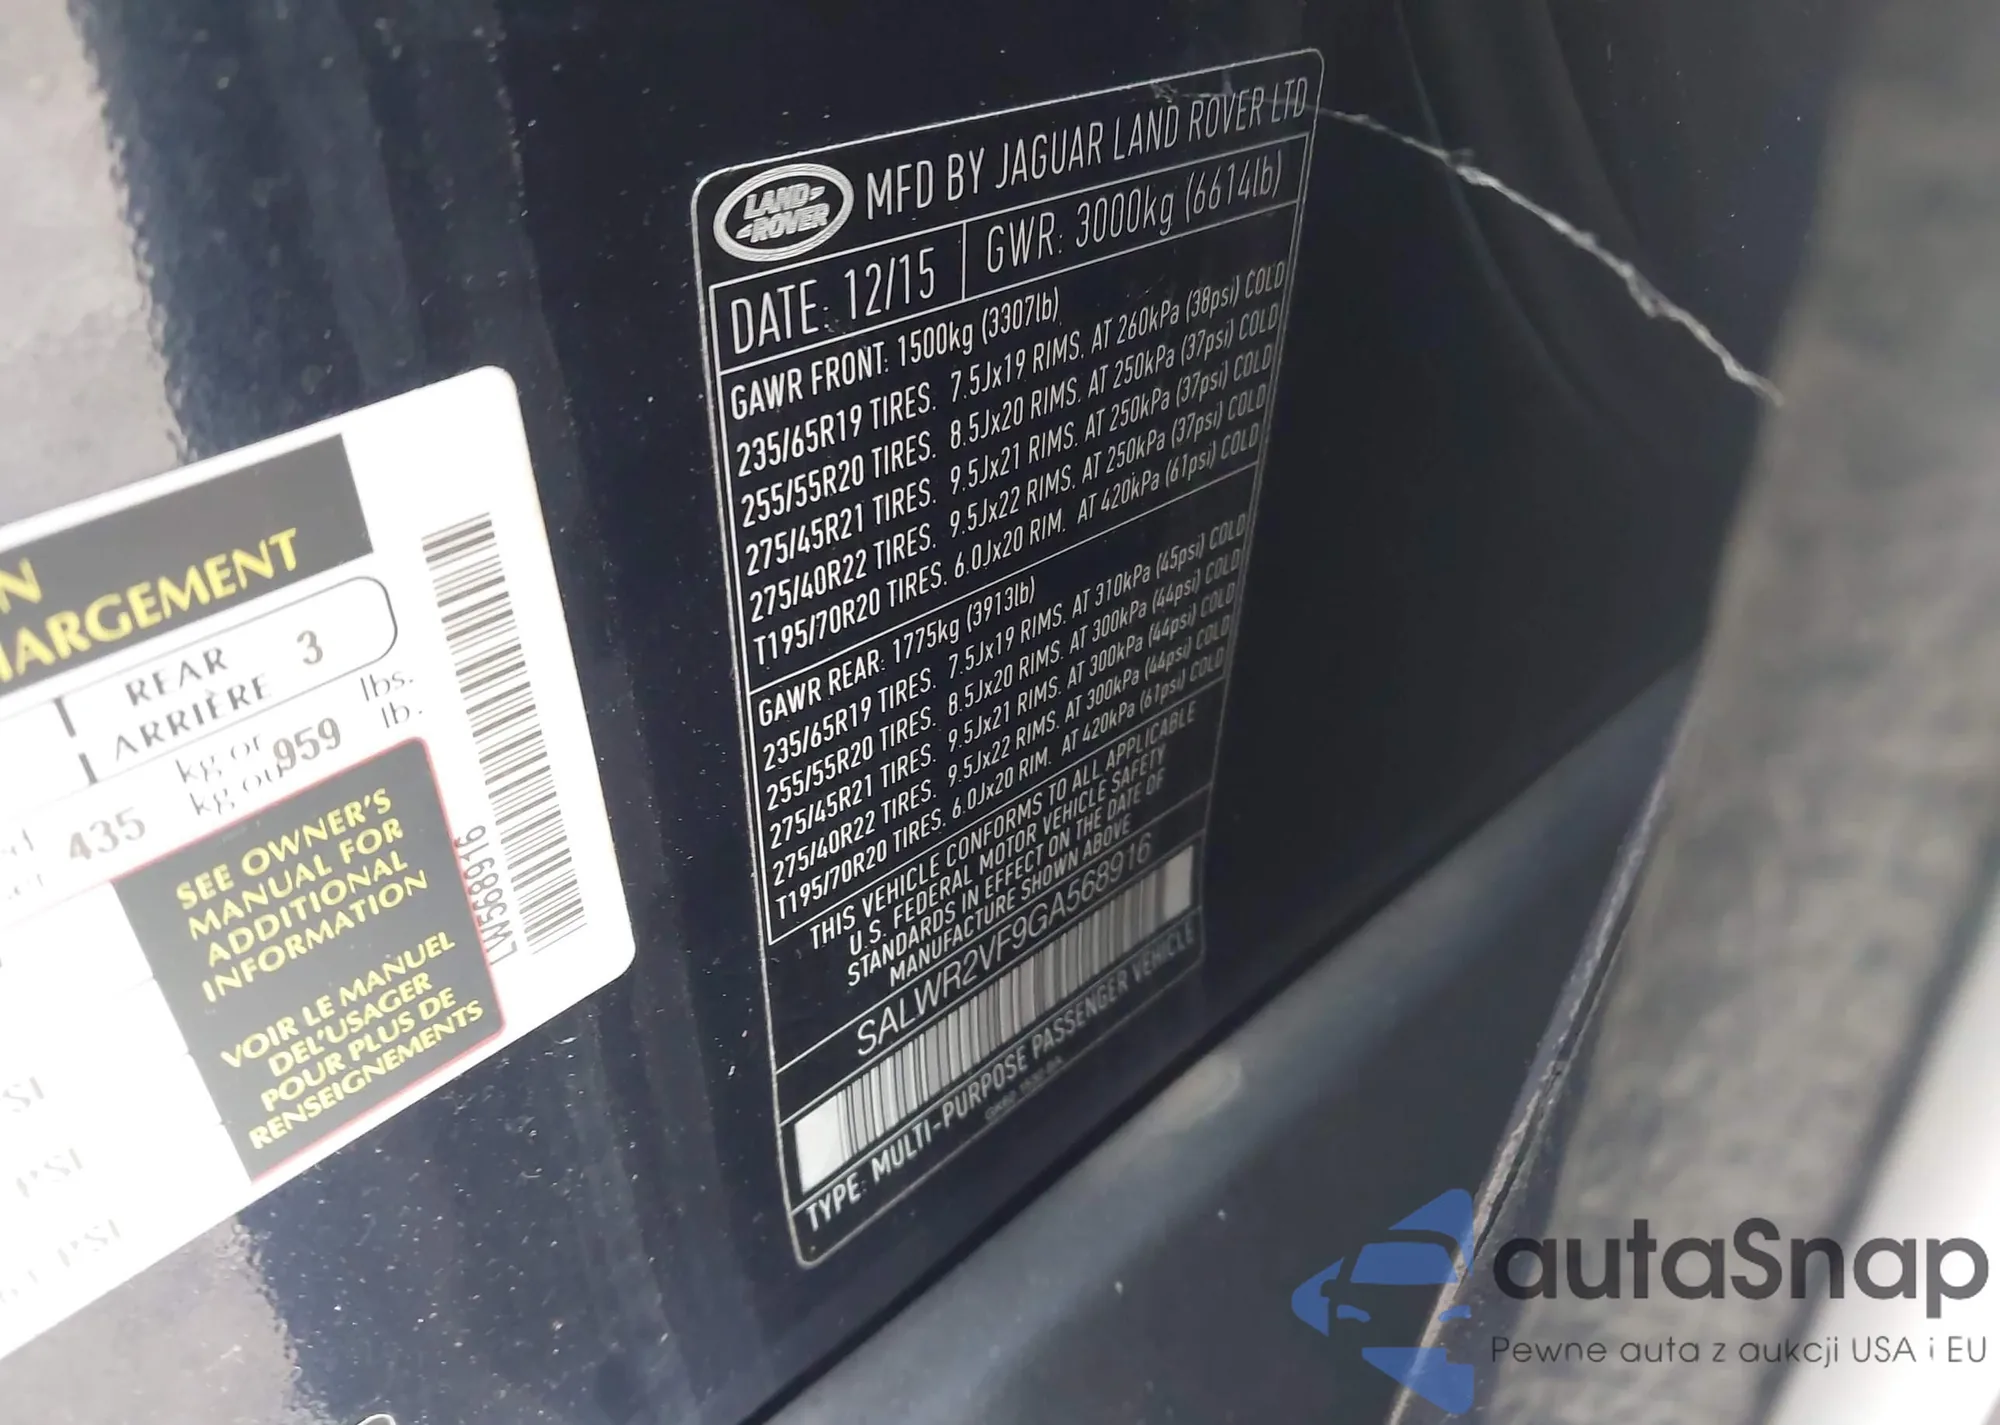 LAND-
-ROVER
MFD BY JAGUAR LAND ROVER LTD
DATE: 12/15 GWR: 3000kg (6614lb)
GAWR FRONT: 1500kg (3307lb)
235/65R19 TIRES. 7.5Jx19 RIMS. AT 260kPa (38psi) COLD
255/55R20 TIRES. 8.5Jx20 RIMS. AT 250kPa (37psi) COLD
275/45R21 TIRES. 9.5Jx21 RIMS. AT 250kPa (37psi) COLD
275/40R22 TIRES. 9.5Jx22 RIMS. AT 250kPa (37psi) COLD
T195/70R20 TIRES. 6.0Jx20 RIM. AT 420kPa (61psi) COLD
GAWR REAR: 1775kg (3913lb)
235/65R19 TIRES. 7.5Jx19 RIMS. AT 310kPa (45psi) COLD
255/55R20 TIRES. 8.5Jx20 RIMS. AT 300kPa (44psi) COLD
275/45R21 TIRES. 9.5Jx21 RIMS. AT 300kPa (44psi) COLD
275/40R22 TIRES. 9.5Jx22 RIMS. AT 300kPa (44psi) COLD
T195/70R20 TIRES. 6.0Jx20 RIM. AT 420kPa (61psi) COLD
THIS VEHICLE CONFORMS TO ALL APPLICABLE
U.S. FEDERAL MOTOR VEHICLE SAFETY
STANDARDS IN EFFECT ON THE DATE OF
MANUFACTURE SHOWN ABOVE
SALWR2VF9GA568916
TYPE: MULTI-PURPOSE PASSENGER VEHICLE
N
HARGEMENT
REAR
ARRIÈRE 3
435 kg or 959 lbs.
kg ou lb.
SEE OWNER'S
MANUAL FOR
ADDITIONAL
INFORMATION
VOIR LE MANUEL
DEL'USAGER
POUR PLUS DE
RENSEIGNEMENTS
LW568916
SI
PSI
PSI
autaSnap
Pewne auta z aukcji USA i EU